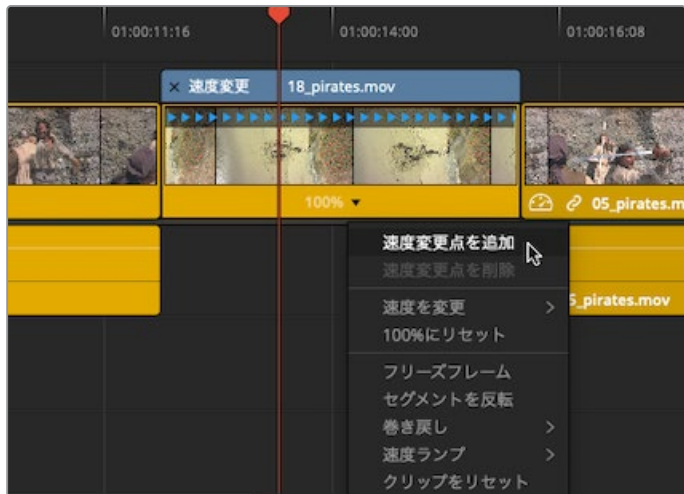 01:00:11:16 01:00:14:00 01:00:16:08
× 速度変更 18_pirates.mov
100% ▼ 05_pirates.m
速度変更点を追加
速度変更点を削除
5_pirates.mov
速度を変更 >
100%にリセット
フリーズフレーム
セグメントを反転
巻き戻し >
速度ランプ >
クリップをリセット